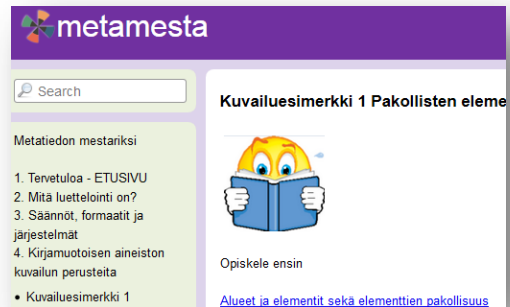 metamesta
Search
Metatiedon mestariksi
1. Tervetuloa - ETUSIVU
2. Mitä luettelointi on?
3. Säännöt, formaatit ja
järjestelmät
4. Kirjamuotoisen aineiston
kuvailun perusteita
• Kuvailuesimerkki 1
Kuvailuesimerkki 1 Pakollisten eleme
Opiskele ensin
Alueet ja elementit sekä elementtien pakollisuus